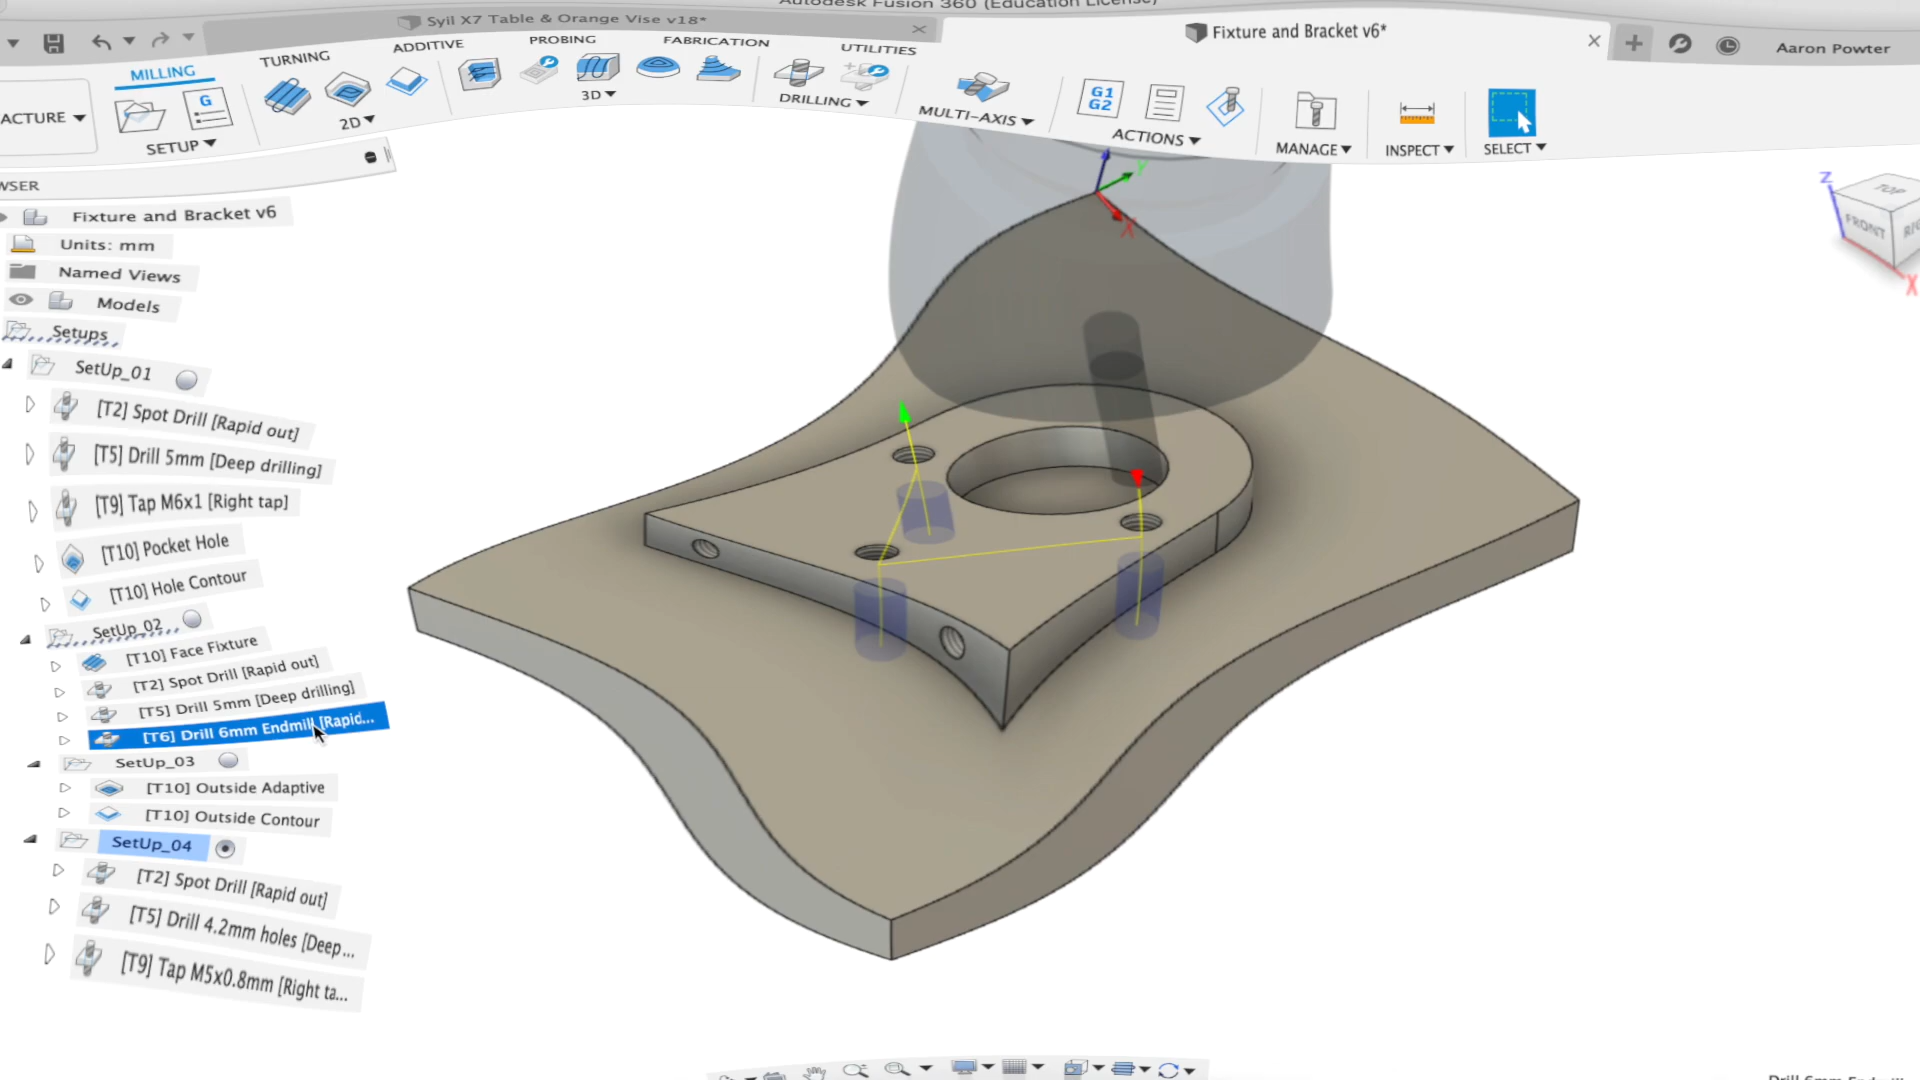 Autodesk Fusion 360 (Education License)
Syil X7 Table & Orange Vise v18*
Fixture and Bracket v6*
Aaron Powter
MILLING
TURNING
ADDITIVE
PROBING
FABRICATION
UTILITIES
ACTURE
G
SETUP
2D
3D
DRILLING
MULTI-AXIS
G1
G2
ACTIONS
MANAGE
INSPECT
SELECT
WSER
Fixture and Bracket v6
Units: mm
Named Views
Models
Setups
SetUp_01
[T2] Spot Drill [Rapid out]
[T5] Drill 5mm [Deep drilling]
[T9] Tap M6x1 [Right tap]
[T10] Pocket Hole
[T10] Hole Contour
SetUp_02
[T10] Face Fixture
[T2] Spot Drill [Rapid out]
[T5] Drill 5mm [Deep drilling]
[T6] Drill 6mm Endmill [Rapid...
SetUp_03
[T10] Outside Adaptive
[T10] Outside Contour
SetUp_04
[T2] Spot Drill [Rapid out]
[T5] Drill 4.2mm holes [Deep...
[T9] Tap M5x0.8mm [Right ta...
Y
X
Z
TOP
FRONT
X